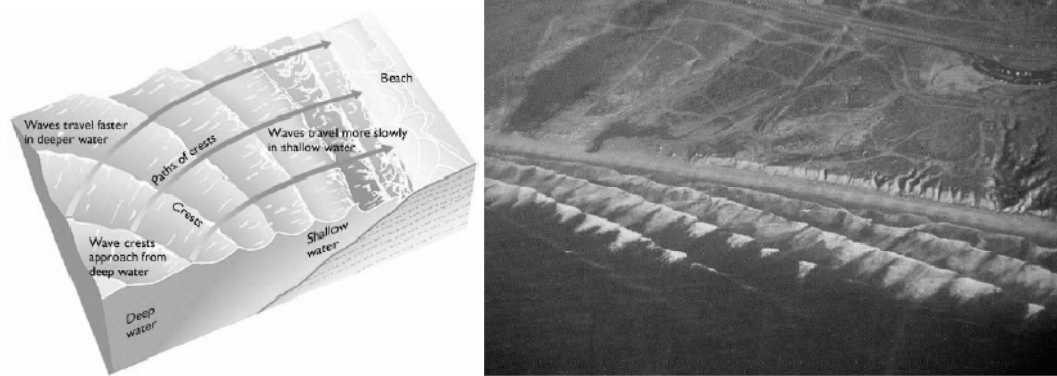 Beach
Waves travel faster
in deeper water
Paths of crests
Waves travel more slowly
in shallow water
Crests
Wave crests
approach from
deep water
Shallow
water
Deep
water